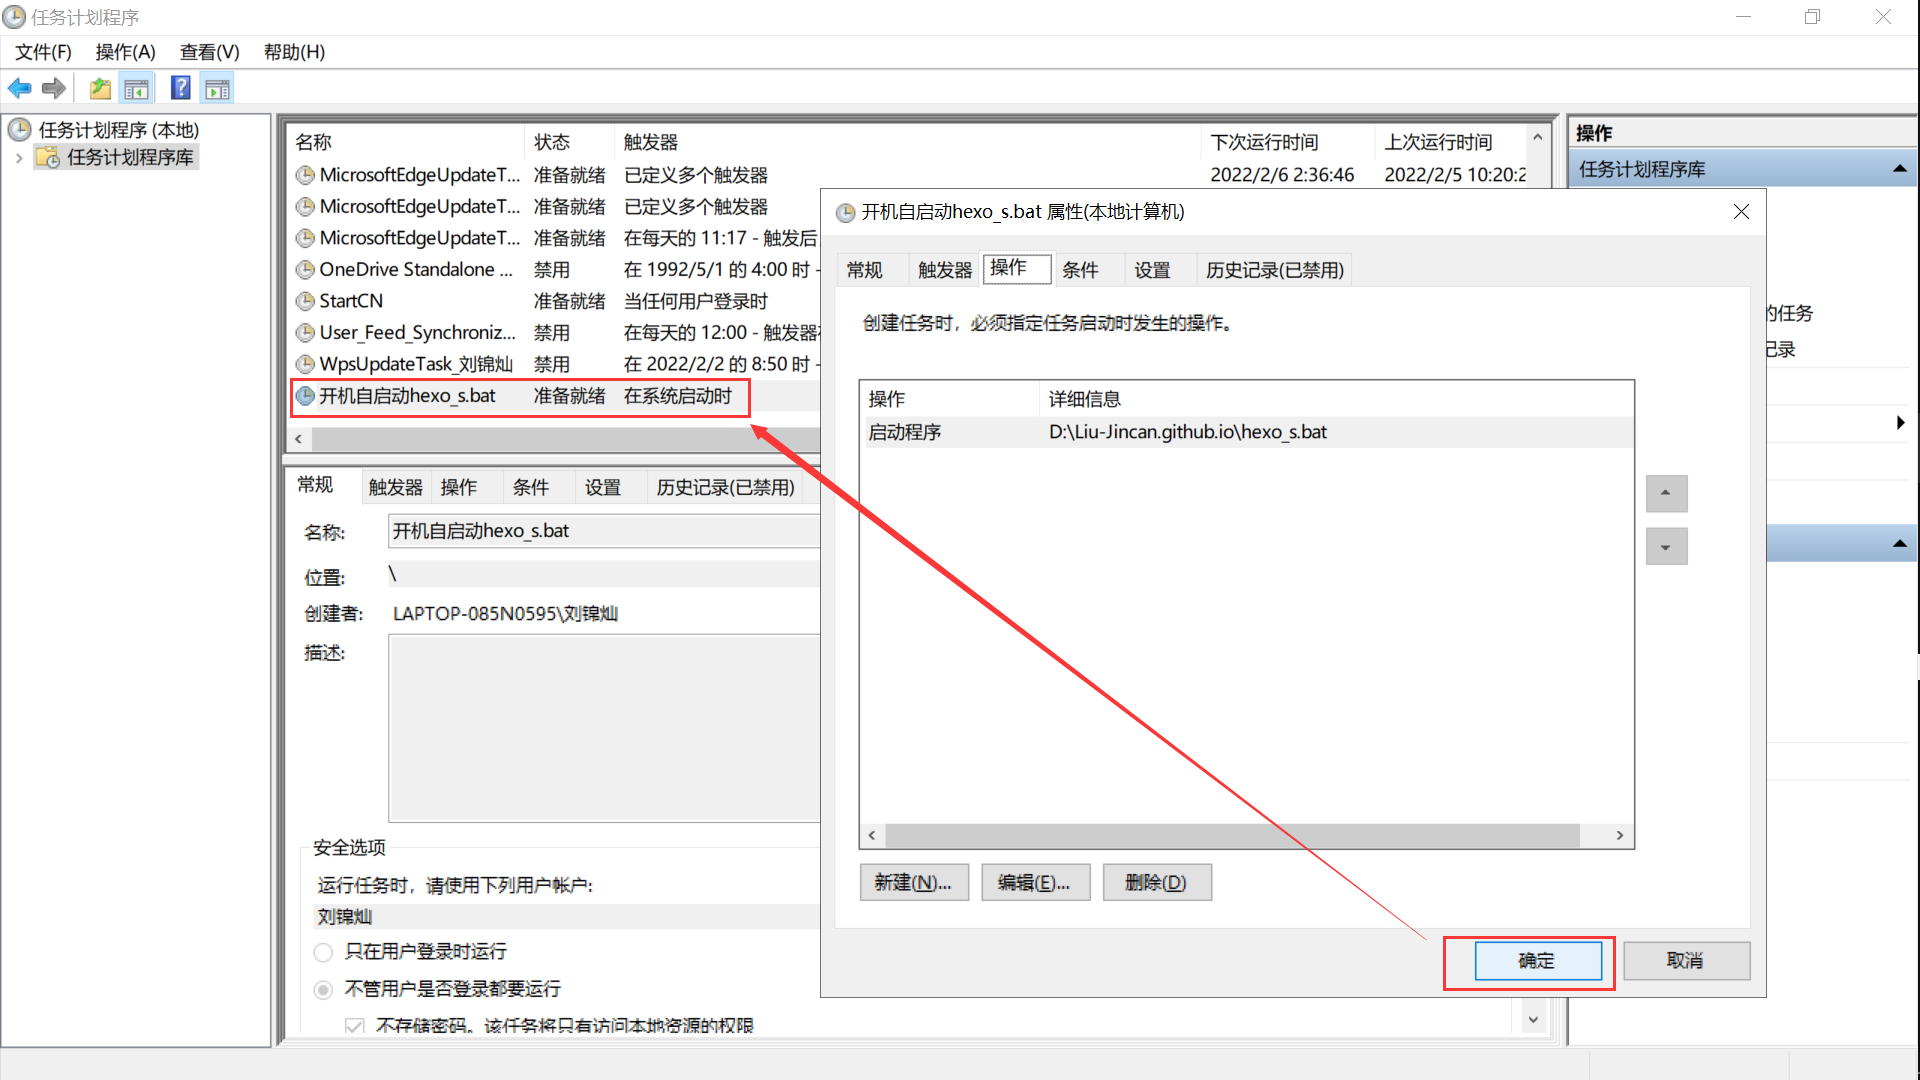 任务计划程序
文件(F) 操作(A) 查看(V) 帮助(H)
任务计划程序 (本地)
任务计划程序库
名称 状态 触发器 下次运行时间 上次运行时间
MicrosoftEdgeUpdateT... 准备就绪 已定义多个触发器 2022/2/6 2:36:46 2022/2/5 10:20:2
MicrosoftEdgeUpdateT... 准备就绪 已定义多个触发器
MicrosoftEdgeUpdateT... 准备就绪 在每天的 11:17 - 触发后
OneDrive Standalone ... 禁用 在 1992/5/1 的 4:00 时 -
StartCN 准备就绪 当任何用户登录时
User_Feed_Synchroniz... 禁用 在每天的 12:00 - 触发器
WpsUpdateTask_刘锦灿 禁用 在 2022/2/2 的 8:50 时 -
开机自启动hexo_s.bat 准备就绪 在系统启动时
常规 触发器 操作 条件 设置 历史记录(已禁用)
名称: 开机自启动hexo_s.bat
位置: \
创建者: LAPTOP-085N0595\刘锦灿
描述:
安全选项
运行任务时，请使用下列用户帐户:
刘锦灿
只在用户登录时运行
不管用户是否登录都要运行
不存储密码。该任务将只有访问本地资源的权限
开机自启动hexo_s.bat 属性(本地计算机)
常规 触发器 操作 条件 设置 历史记录(已禁用)
创建任务时，必须指定任务启动时发生的操作。
操作 详细信息
启动程序 D:\Liu-Jincan.github.io\hexo_s.bat
新建(N)... 编辑(E)... 删除(D)
确定 取消
操作
任务计划程序库
的任务
记录